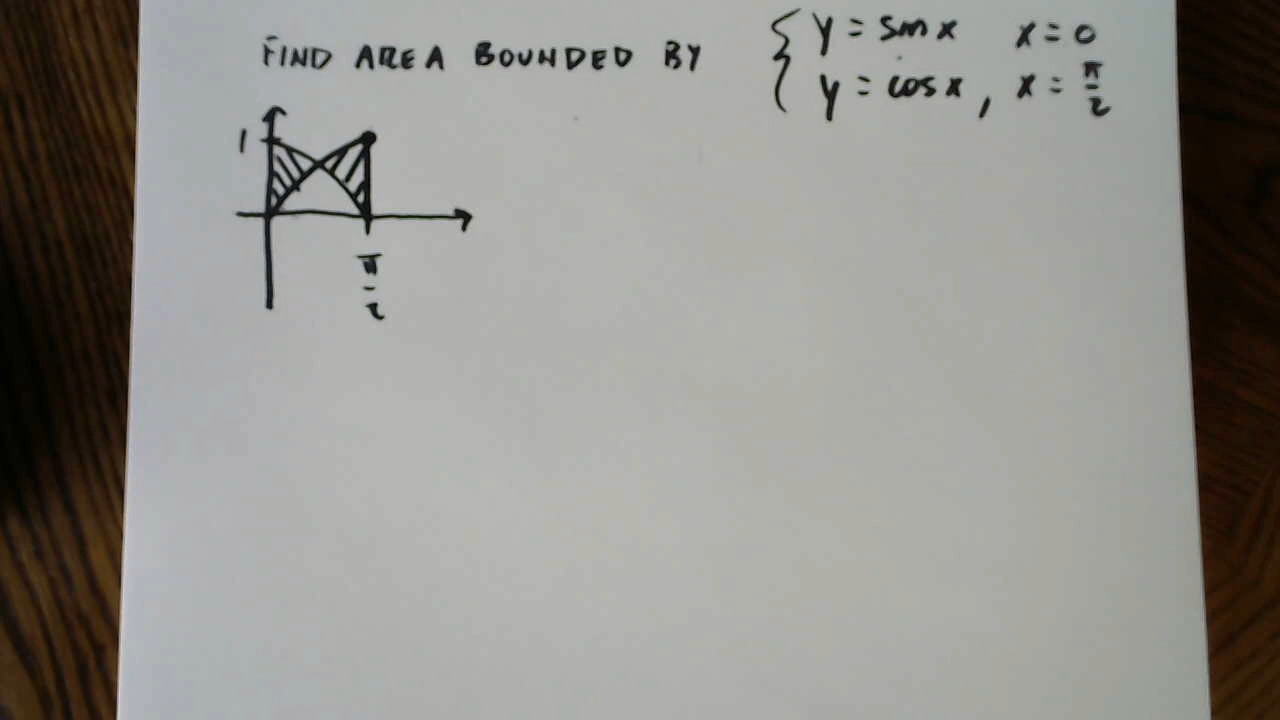 FIND AREA BOUNDED BY { y = sin x x = 0
y = cos x, x = π/2
1
π/2